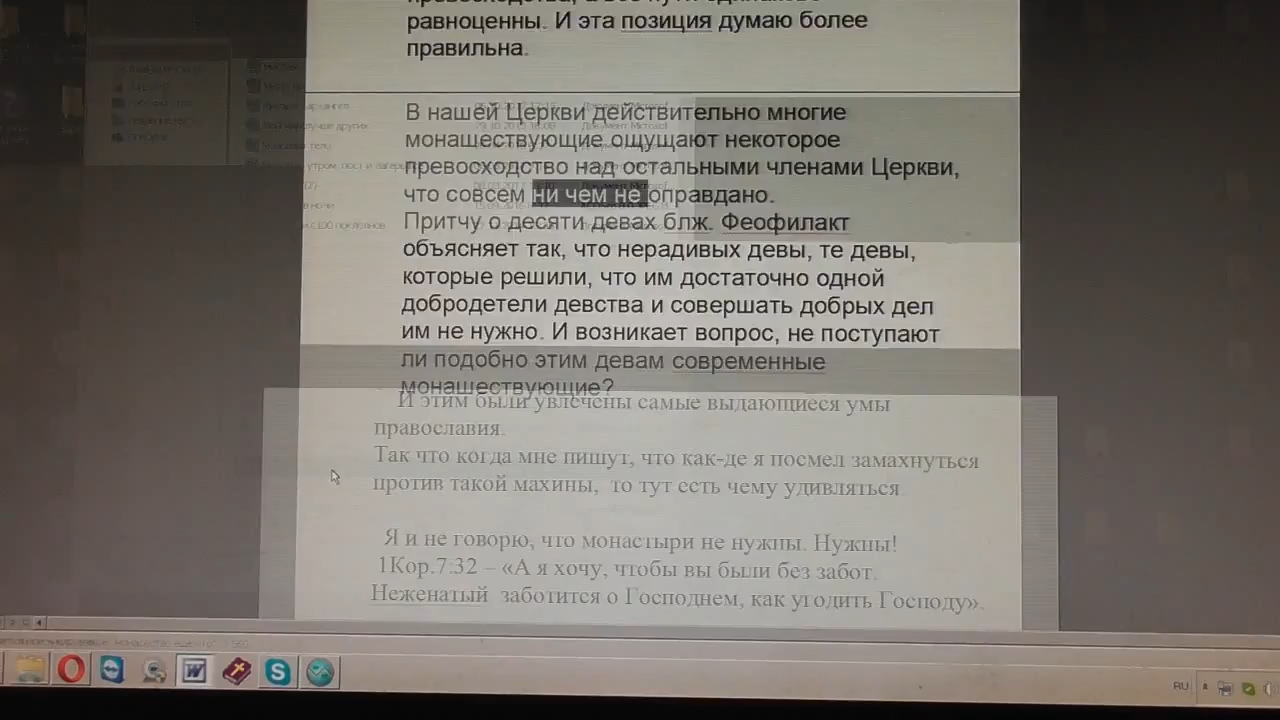 равноценны. И эта позиция думаю более
правильна.
В нашей Церкви действительно многие
монашествующие ощущают некоторое
превосходство над остальными членами Церкви,
что совсем ни чем не оправдано.
Притчу о десяти девах блж. Феофилакт
объясняет так, что нерадивых девы, те девы,
которые решили, что им достаточно одной
добродетели девства и совершать добрых дел
им не нужно. И возникает вопрос, не поступают
ли подобно этим девам современные
монашествующие?
И этим были увлечены самые выдающиеся умы
православия.
Так что когда мне пишут, что как-де я посмел замахнуться
против такой махины, то тут есть чему удивляться
Я и не говорю, что монастыри не нужны. Нужны!
1Кор.7:32 – «А я хочу, чтобы вы были без забот.
Неженатый заботится о Господнем, как угодить Господу».
RU